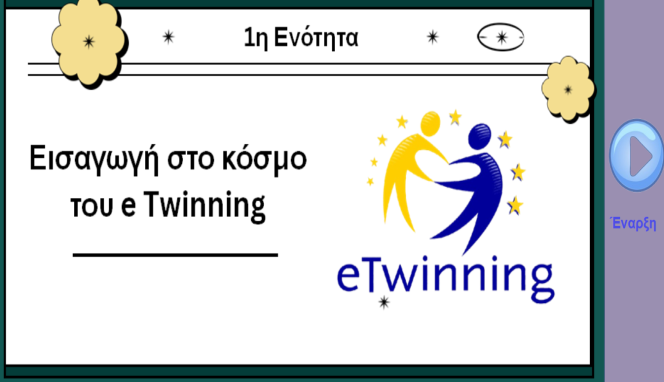 1η Ενότητα
Εισαγωγή στο κόσμο
του e Twinning
eTwinning
Έναρξη